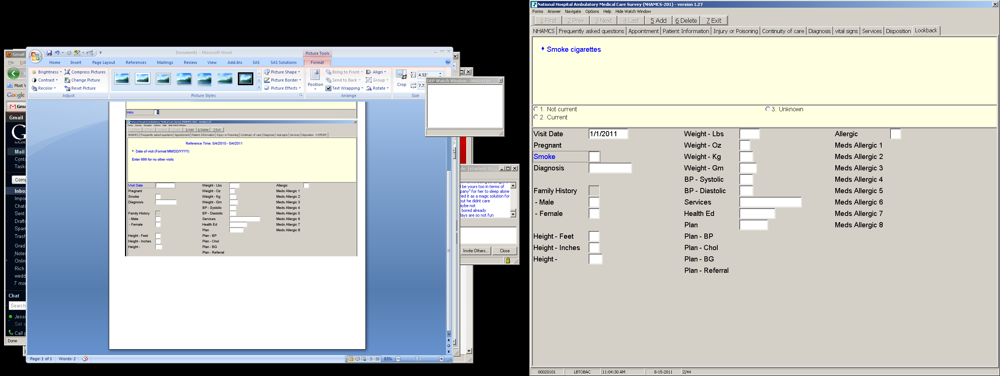 Gmail
File
Most
Google
Gma
Gmail
G
by Goo
Mail
Conta
Task
Comp
Inbo
Impor
Chats
Sent
Drafts
Spam
Trash
Grad
Notes
Onlin
Rich
wedd
7 mo
Chat
Search
Jessi
Set s
Call p
Done
Document1 - Microsoft Word
Picture Tools
Home Insert Page Layout References Mailings Review View Add-Ins SAS SAS Solutions Format
Brightness Compress Pictures Picture Shape Bring to Front Align 4.53"
Contrast Change Picture Picture Border Position Send to Back Group Crop
Recolor Reset Picture Picture Effects Text Wrapping Rotate
Adjust Picture Styles Arrange Size
Intro 1
National Hospital Ambulatory Medical Care Survey (NHAMCS-201) - version 1.27
Forms Answer Navigate Options Help Hide Watch Window
1 First 2 Prev 3 Next 4 Last 5 Add 6 Delete 7 Exit
NHAMCS Frequently asked questions Appointment Patient Information Injury or Poisoning Continuity of care Diagnosis vital signs Services Disposition Lookback
Reference Time: 5/4/2010 - 5/4/2011
Date of visit (Format MM/DD/YYYY)
Enter 999 for no other visits
Visit Date Weight - Lbs Allergic
Pregnant Weight - Oz Meds Allergic 1
Smoke Weight - Kg Meds Allergic 2
Diagnosis Weight - Gm Meds Allergic 3
BP - Systolic Meds Allergic 4
Family History BP - Diastolic Meds Allergic 5
- Male Services Meds Allergic 6
- Female Health Ed Meds Allergic 7
Plan Meds Allergic 8
Height - Feet Plan - BP
Height - Inches Plan - Chol
Height - Plan - BG
Plan - Referral
Page: 1 of 1 Words: 2 85%
DEP Watch Window - 00020101
yle [started: 10:...
l be yours too in terms of
pany" for her to sleep alone
ried it as a magic solution for
out he didnt care
aybe not
bored already
days are so not fun
Invite Others... Close
National Hospital Ambulatory Medical Care Survey (NHAMCS-201) - version 1.27
Forms Answer Navigate Options Help Hide Watch Window
1 First 2 Prev 3 Next 4 Last 5 Add 6 Delete 7 Exit
NHAMCS Frequently asked questions Appointment Patient Information Injury or Poisoning Continuity of care Diagnosis vital signs Services Disposition Lookback
Smoke cigarettes
1. Not current 3. Unknown
2. Current
Visit Date 1/1/2011 Weight - Lbs Allergic
Pregnant Weight - Oz Meds Allergic 1
Smoke Weight - Kg Meds Allergic 2
Diagnosis Weight - Gm Meds Allergic 3
BP - Systolic Meds Allergic 4
Family History BP - Diastolic Meds Allergic 5
- Male Services Meds Allergic 6
- Female Health Ed Meds Allergic 7
Plan Meds Allergic 8
Height - Feet Plan - BP
Height - Inches Plan - Chol
Height - Plan - BG
Plan - Referral
00020101 LBTOBAC 11:04:30 AM 8-15-2011 2/44